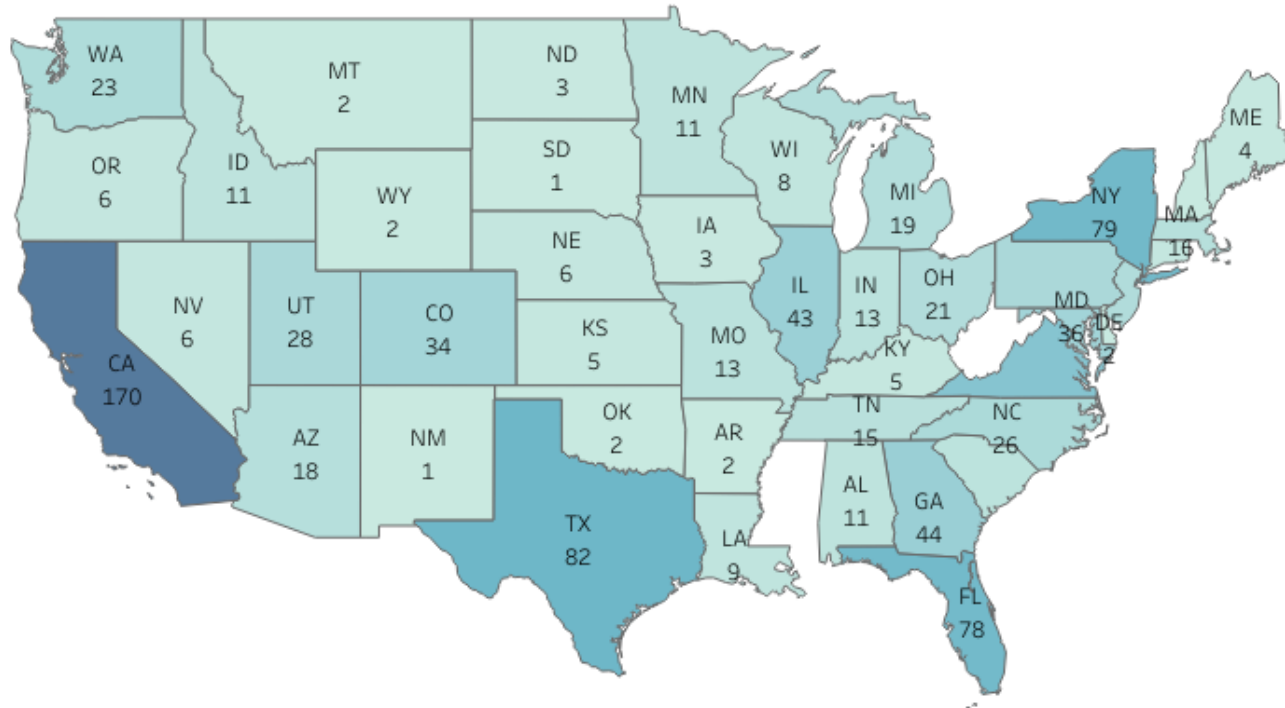 WA
23
MT
2
ND
3
MN
11
ME
4
OR
6
ID
11
SD
1
WI
8
MI
19
NY
79
MA
16
WY
2
NE
6
IA
3
NV
6
UT
28
CO
34
IL
43
IN
13
OH
21
MD
36
DE
2
KS
5
MO
13
KY
5
CA
170
AZ
18
NM
1
OK
2
AR
2
TN
15
NC
26
TX
82
LA
9
AL
11
GA
44
FL
78